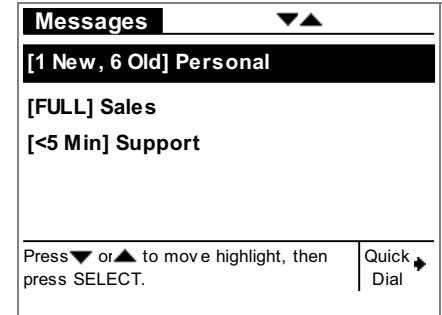 Messages ▼▲
[1 New, 6 Old] Personal
[FULL] Sales
[<5 Min] Support
Press▼ or▲ to move highlight, then
press SELECT.
Quick
Dial